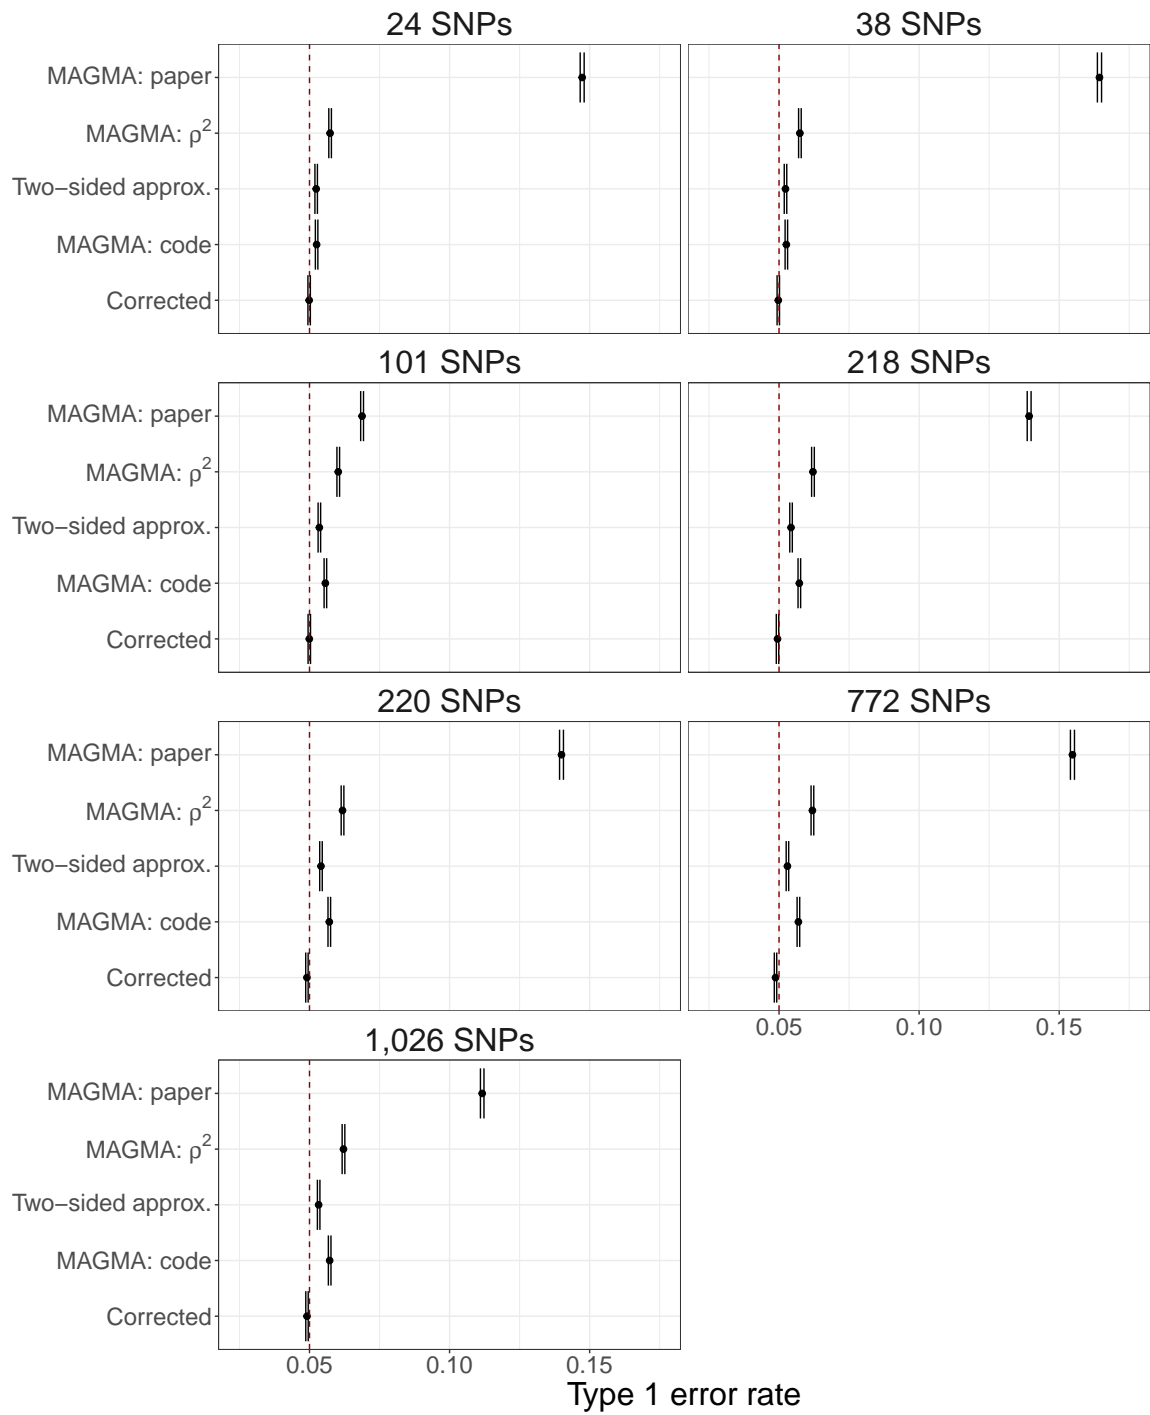 24 SNPs
38 SNPs
MAGMA: paper
MAGMA: ρ²
Two−sided approx.
MAGMA: code
Corrected
101 SNPs
218 SNPs
MAGMA: paper
MAGMA: ρ²
Two−sided approx.
MAGMA: code
Corrected
220 SNPs
772 SNPs
MAGMA: paper
MAGMA: ρ²
Two−sided approx.
MAGMA: code
Corrected
0.05 0.10 0.15
1,026 SNPs
MAGMA: paper
MAGMA: ρ²
Two−sided approx.
MAGMA: code
Corrected
0.05 0.10 0.15
Type 1 error rate